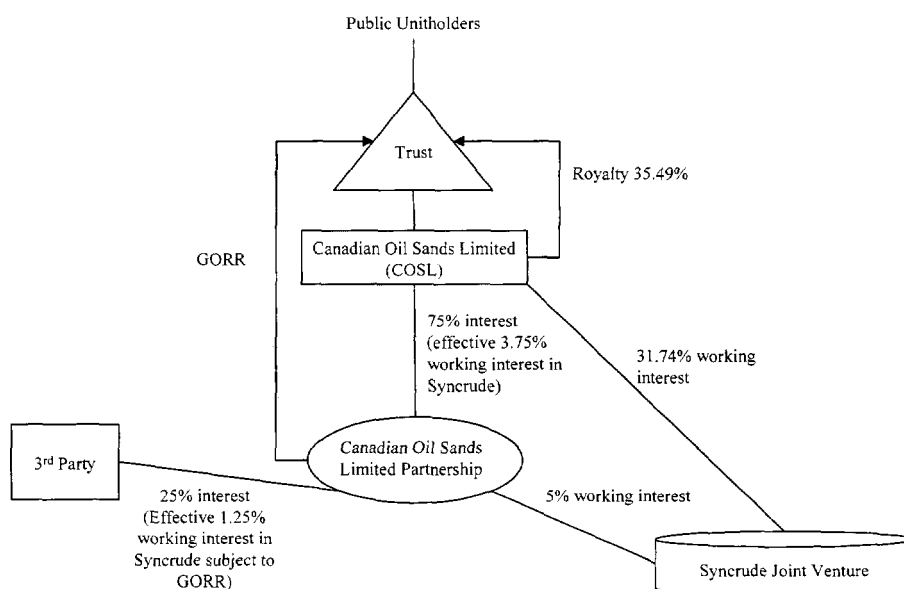 Public Unitholders
Trust
Royalty 35.49%
Canadian Oil Sands Limited
(COSL)
GORR
75% interest
(effective 3.75%
working interest in
Syncrude)
31.74% working
interest
Canadian Oil Sands
Limited Partnership
3rd Party
25% interest
(Effective 1.25%
working interest in
Syncrude subject to
GORR)
5% working interest
Syncrude Joint Venture